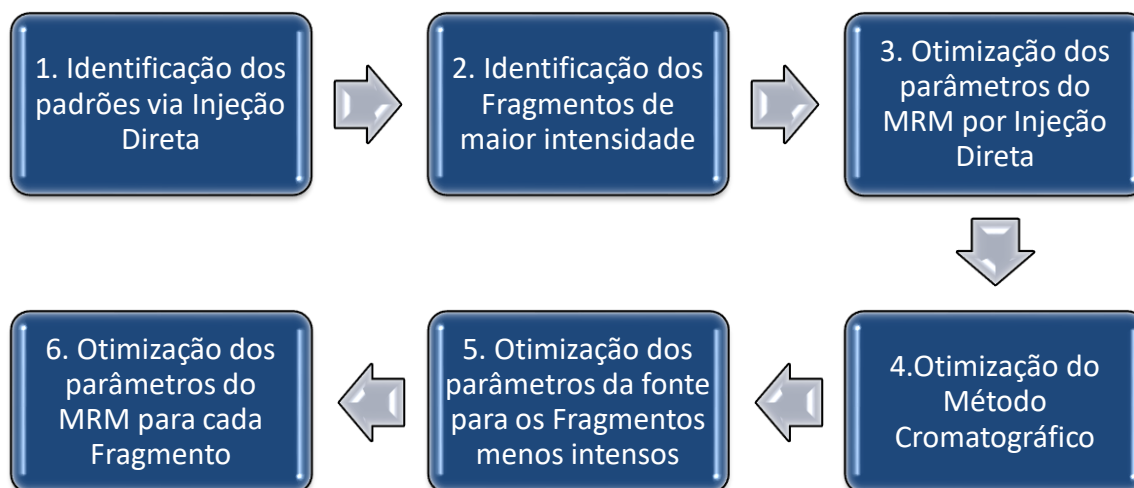 1. Identificação dos
padrões via Injeção
Direta
2. Identificação dos
Fragmentos de
maior intensidade
3. Otimização dos
parâmetros do
MRM por Injeção
Direta
4.Otimização do
Método
Cromatográfico
5. Otimização dos
parâmetros da fonte
para os Fragmentos
menos intensos
6. Otimização dos
parâmetros do
MRM para cada
Fragmento